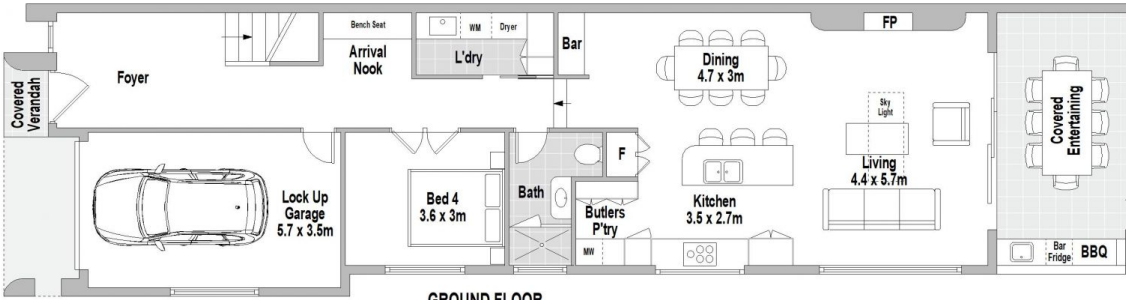 Covered
Verandah
Foyer
Bench Seat
Arrival
Nook
WM
Dryer
L'dry
Bar
Dining
4.7 x 3m
FP
Sky
Light
Living
4.4 x 5.7m
Covered
Entertaining
Lock Up
Garage
5.7 x 3.5m
Bed 4
3.6 x 3m
Bath
F
Butlers
P'try
MW
Kitchen
3.5 x 2.7m
Bar
Fridge
BBQ
GROUND FLOOR